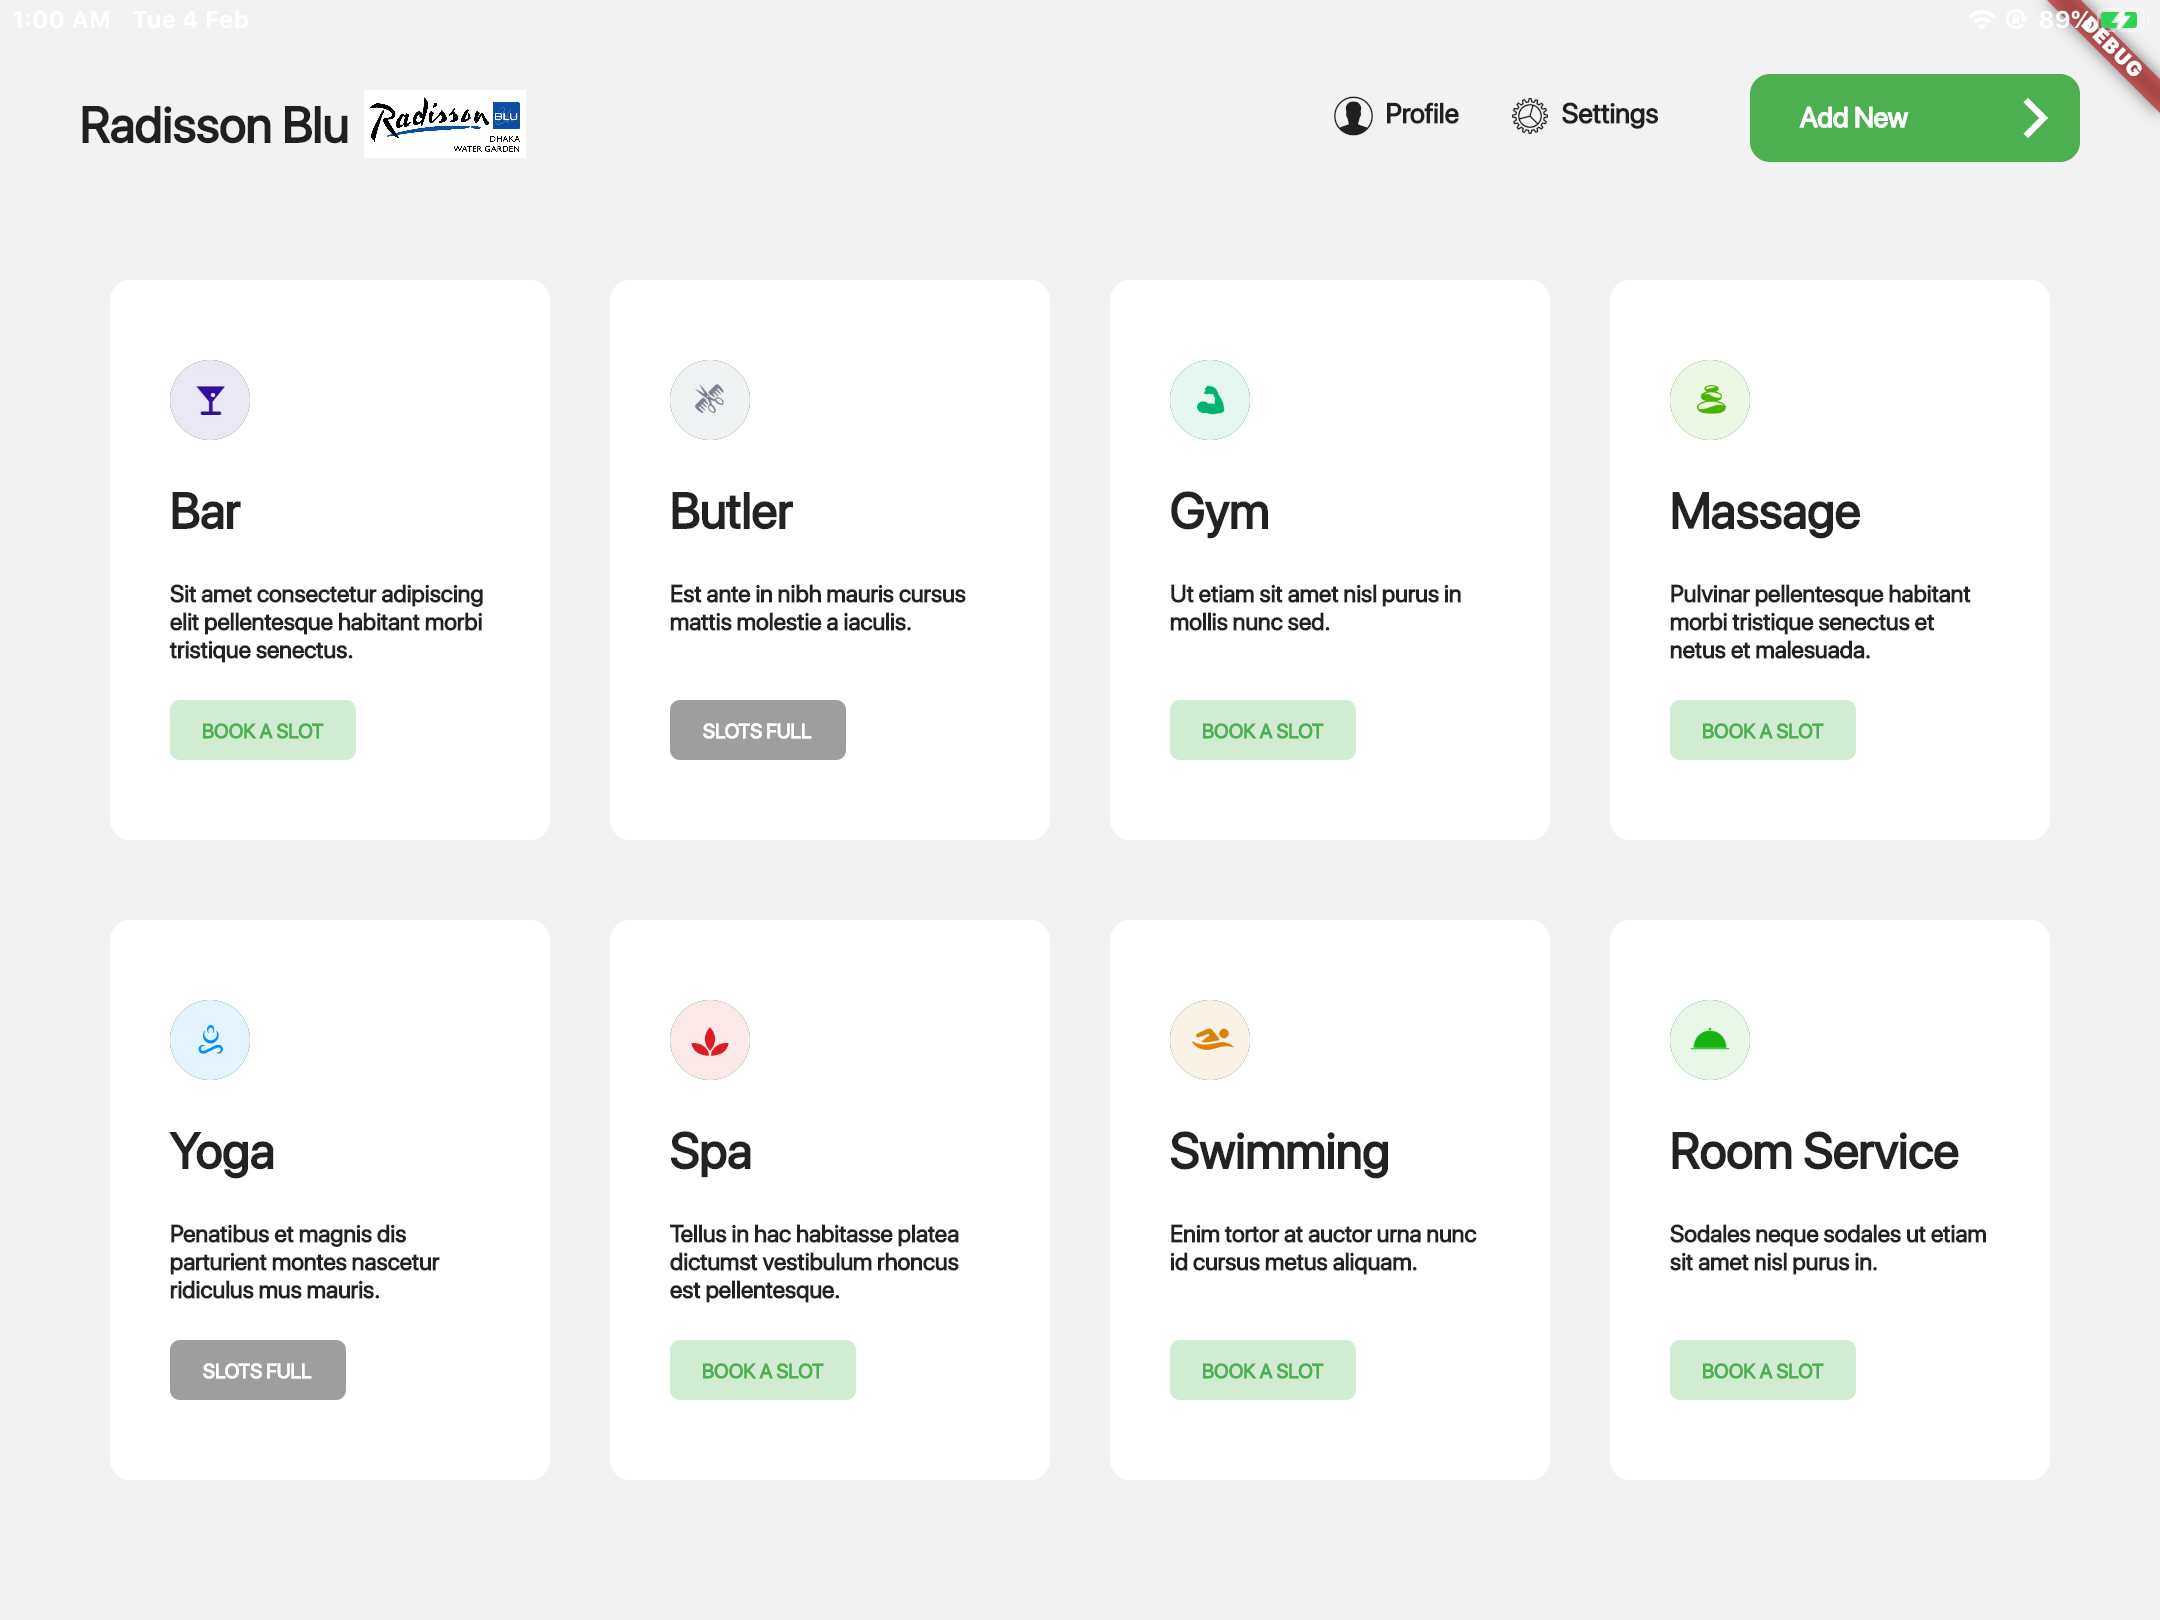 1:00 AM Tue 4 Feb
89%
DEBUG
Radisson Blu
Radisson BLU
DHAKA
WATER GARDEN
Profile
Settings
Add New
Bar
Sit amet consectetur adipiscing
elit pellentesque habitant morbi
tristique senectus.
BOOK A SLOT
Butler
Est ante in nibh mauris cursus
mattis molestie a iaculis.
SLOTS FULL
Gym
Ut etiam sit amet nisl purus in
mollis nunc sed.
BOOK A SLOT
Massage
Pulvinar pellentesque habitant
morbi tristique senectus et
netus et malesuada.
BOOK A SLOT
Yoga
Penatibus et magnis dis
parturient montes nascetur
ridiculus mus mauris.
SLOTS FULL
Spa
Tellus in hac habitasse platea
dictumst vestibulum rhoncus
est pellentesque.
BOOK A SLOT
Swimming
Enim tortor at auctor urna nunc
id cursus metus aliquam.
BOOK A SLOT
Room Service
Sodales neque sodales ut etiam
sit amet nisl purus in.
BOOK A SLOT